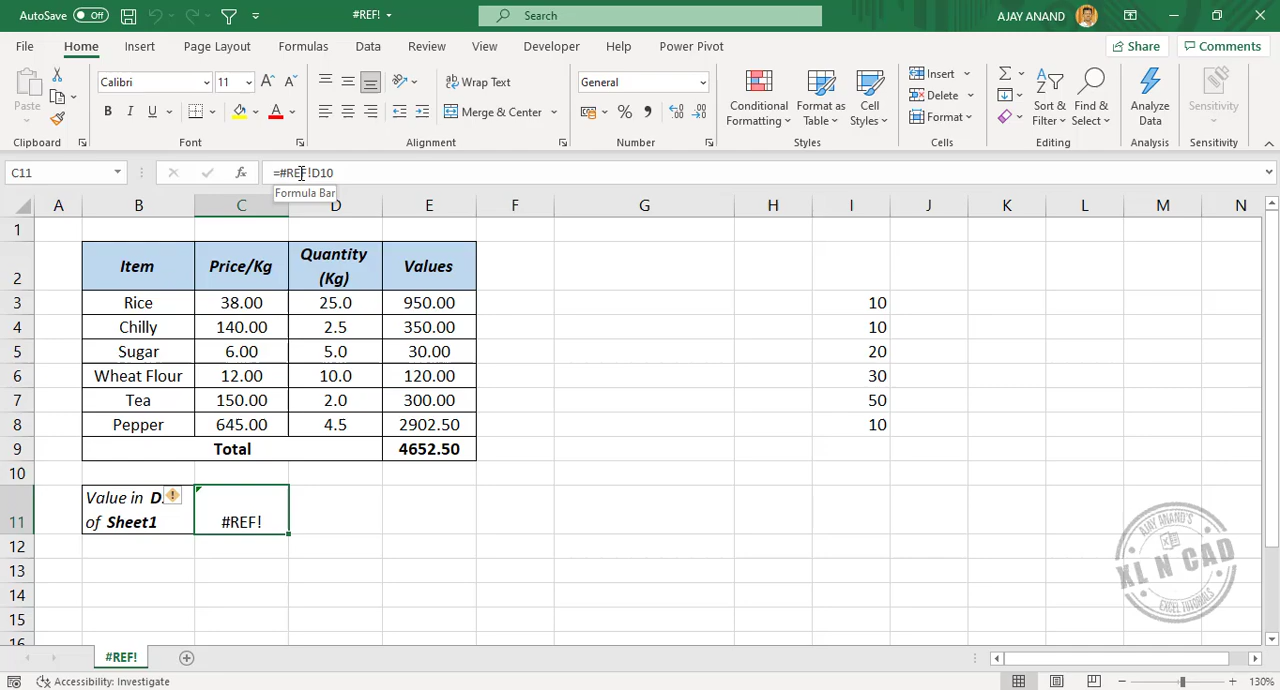 AutoSave Off #REF! Search AJAY ANAND
File Home Insert Page Layout Formulas Data Review View Developer Help Power Pivot Share Comments
Paste
Clipboard
Calibri 11
B I U A
Font
Wrap Text
Merge & Center
Alignment
General
% ,
Number
Conditional Formatting
Format as Table
Cell Styles
Styles
Insert
Delete
Format
Cells
Sort & Filter
Find & Select
Editing
Analyze Data
Analysis
Sensitivity
Sensitivity
C11 fx =#REF!D10
Formula Bar
A B C D E F G H I J K L M N
1
2 Item Price/Kg Quantity (Kg) Values
3 Rice 38.00 25.0 950.00 10
4 Chilly 140.00 2.5 350.00 10
5 Sugar 6.00 5.0 30.00 20
6 Wheat Flour 12.00 10.0 120.00 30
7 Tea 150.00 2.0 300.00 50
8 Pepper 645.00 4.5 2902.50 10
9 Total 4652.50
10
Value in D
11 of Sheet1 #REF!
12
13
14
15
16
AJAY ANAND'S
XL N CAD
EXCEL TUTORIALS
#REF!
Accessibility: Investigate 130%